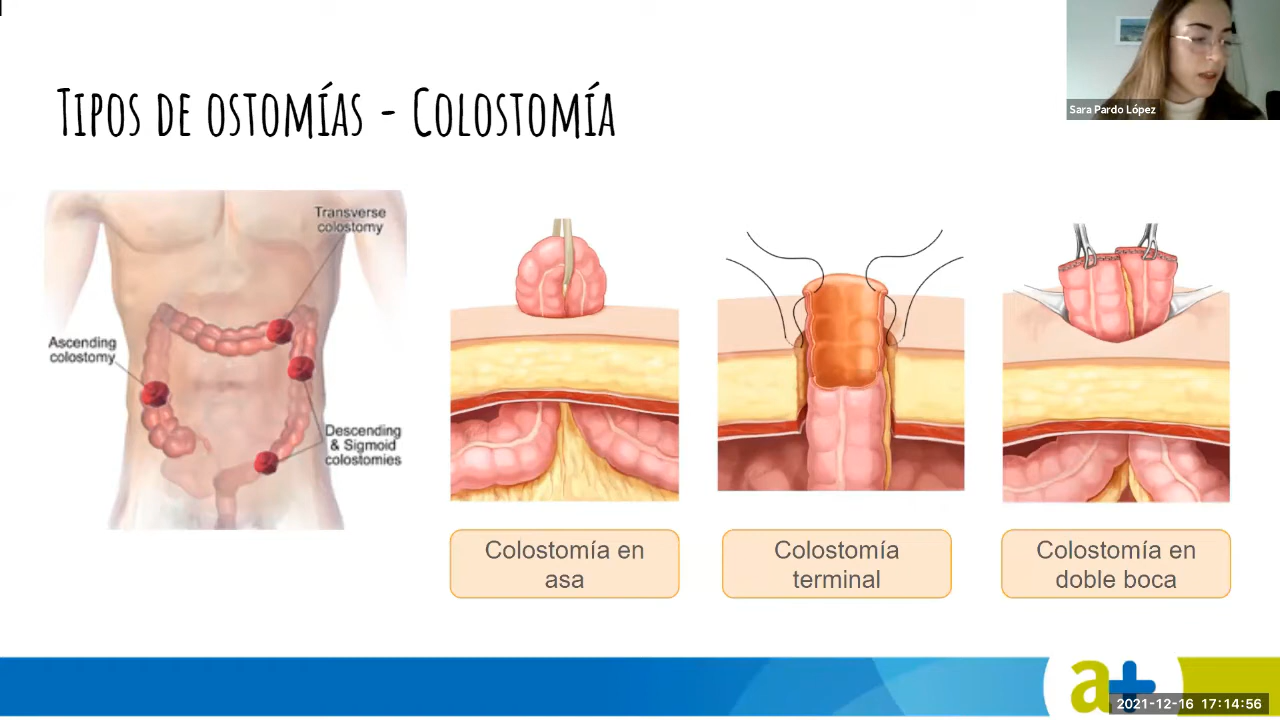 Tipos de ostomías - Colostomía
Sara Pardo López
Transverse
colostomy
Ascending
colostomy
Descending
& Sigmoid
colostomies
Colostomía en
asa
Colostomía
terminal
Colostomía en
doble boca
a+
2021-12-16 17:14:56